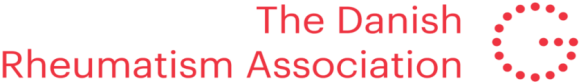 The Danish
Rheumatism Association